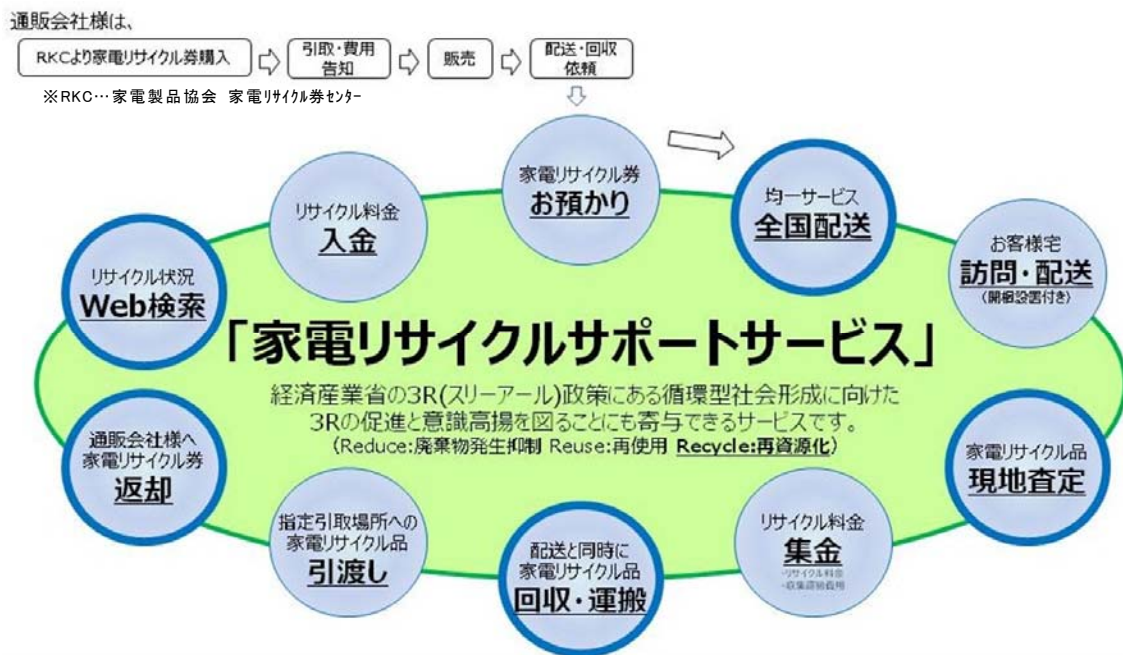 通販会社様は、
RKCより家電リサイクル券購入
引取・費用
告知
販売
配送・回収
依頼
※RKC…家電製品協会 家電リサイクル券センター
家電リサイクル券
お預かり
均一サービス
全国配送
お客様宅
訪問・配送
(開梱設置付き)
家電リサイクル品
現地査定
リサイクル料金
集金
・リサイクル料金
・収集運搬費用
配送と同時に
家電リサイクル品
回収・運搬
指定引取場所への
家電リサイクル品
引渡し
通販会社様へ
家電リサイクル券
返却
リサイクル状況
Web検索
リサイクル料金
入金
「家電リサイクルサポートサービス」
経済産業省の3R(スリーアール)政策にある循環型社会形成に向けた
3Rの促進と意識高揚を図ることにも寄与できるサービスです。
(Reduce:廃棄物発生抑制 Reuse:再使用 Recycle:再資源化)